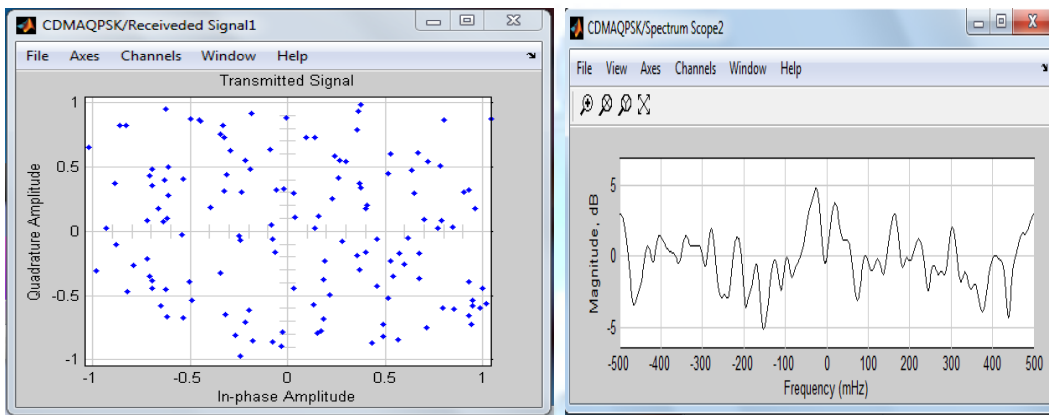 CDMAQPSK/Receiveded Signal1
File Axes Channels Window Help
Transmitted Signal
1
0.5
0
-0.5
-1
Quadrature Amplitude
-1 -0.5 0 0.5 1
In-phase Amplitude
CDMAQPSK/Spectrum Scope2
File View Axes Channels Window Help
5
0
-5
Magnitude, dB
-500 -400 -300 -200 -100 0 100 200 300 400 500
Frequency (mHz)